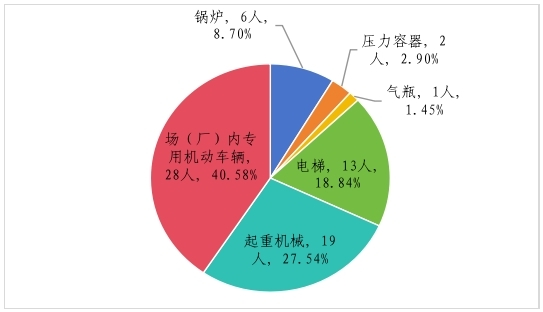 锅炉, 6人,
8.70%
压力容器, 2
人, 2.90%
气瓶, 1人,
1.45%
电梯, 13人,
18.84%
起重机械, 19
人, 27.54%
场（厂）内专
用机动车辆,
28人, 40.58%